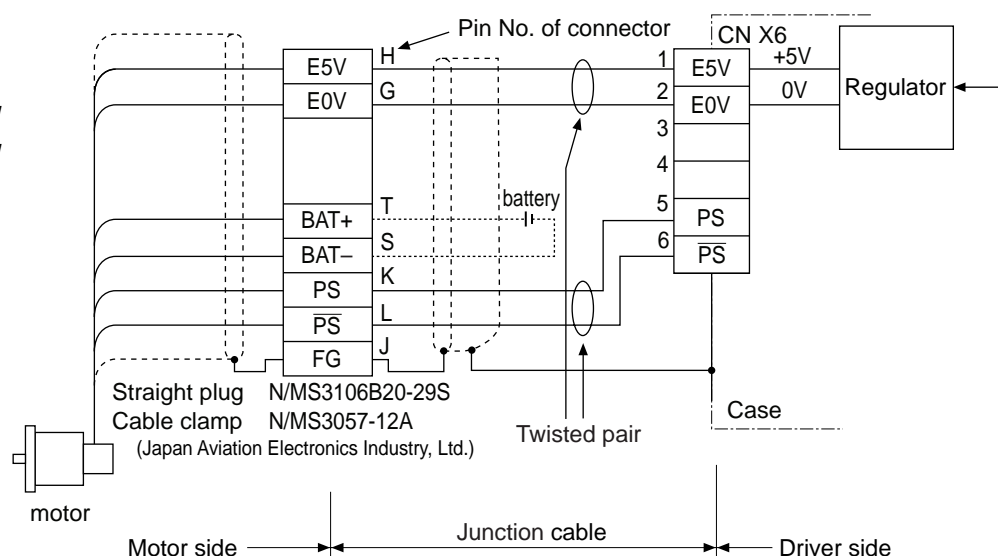 Pin No. of connector
CN X6
H
E5V
1
E5V
+5V
Regulator
G
E0V
2
E0V
0V
3
4
T
battery
5
PS
BAT+
S
6
P̅S̅
BAT–
K
PS
L
P̅S̅
J
FG
Straight plug N/MS3106B20-29S
Cable clamp N/MS3057-12A
(Japan Aviation Electronics Industry, Ltd.)
Twisted pair
Case
motor
Motor side
Junction cable
Driver side